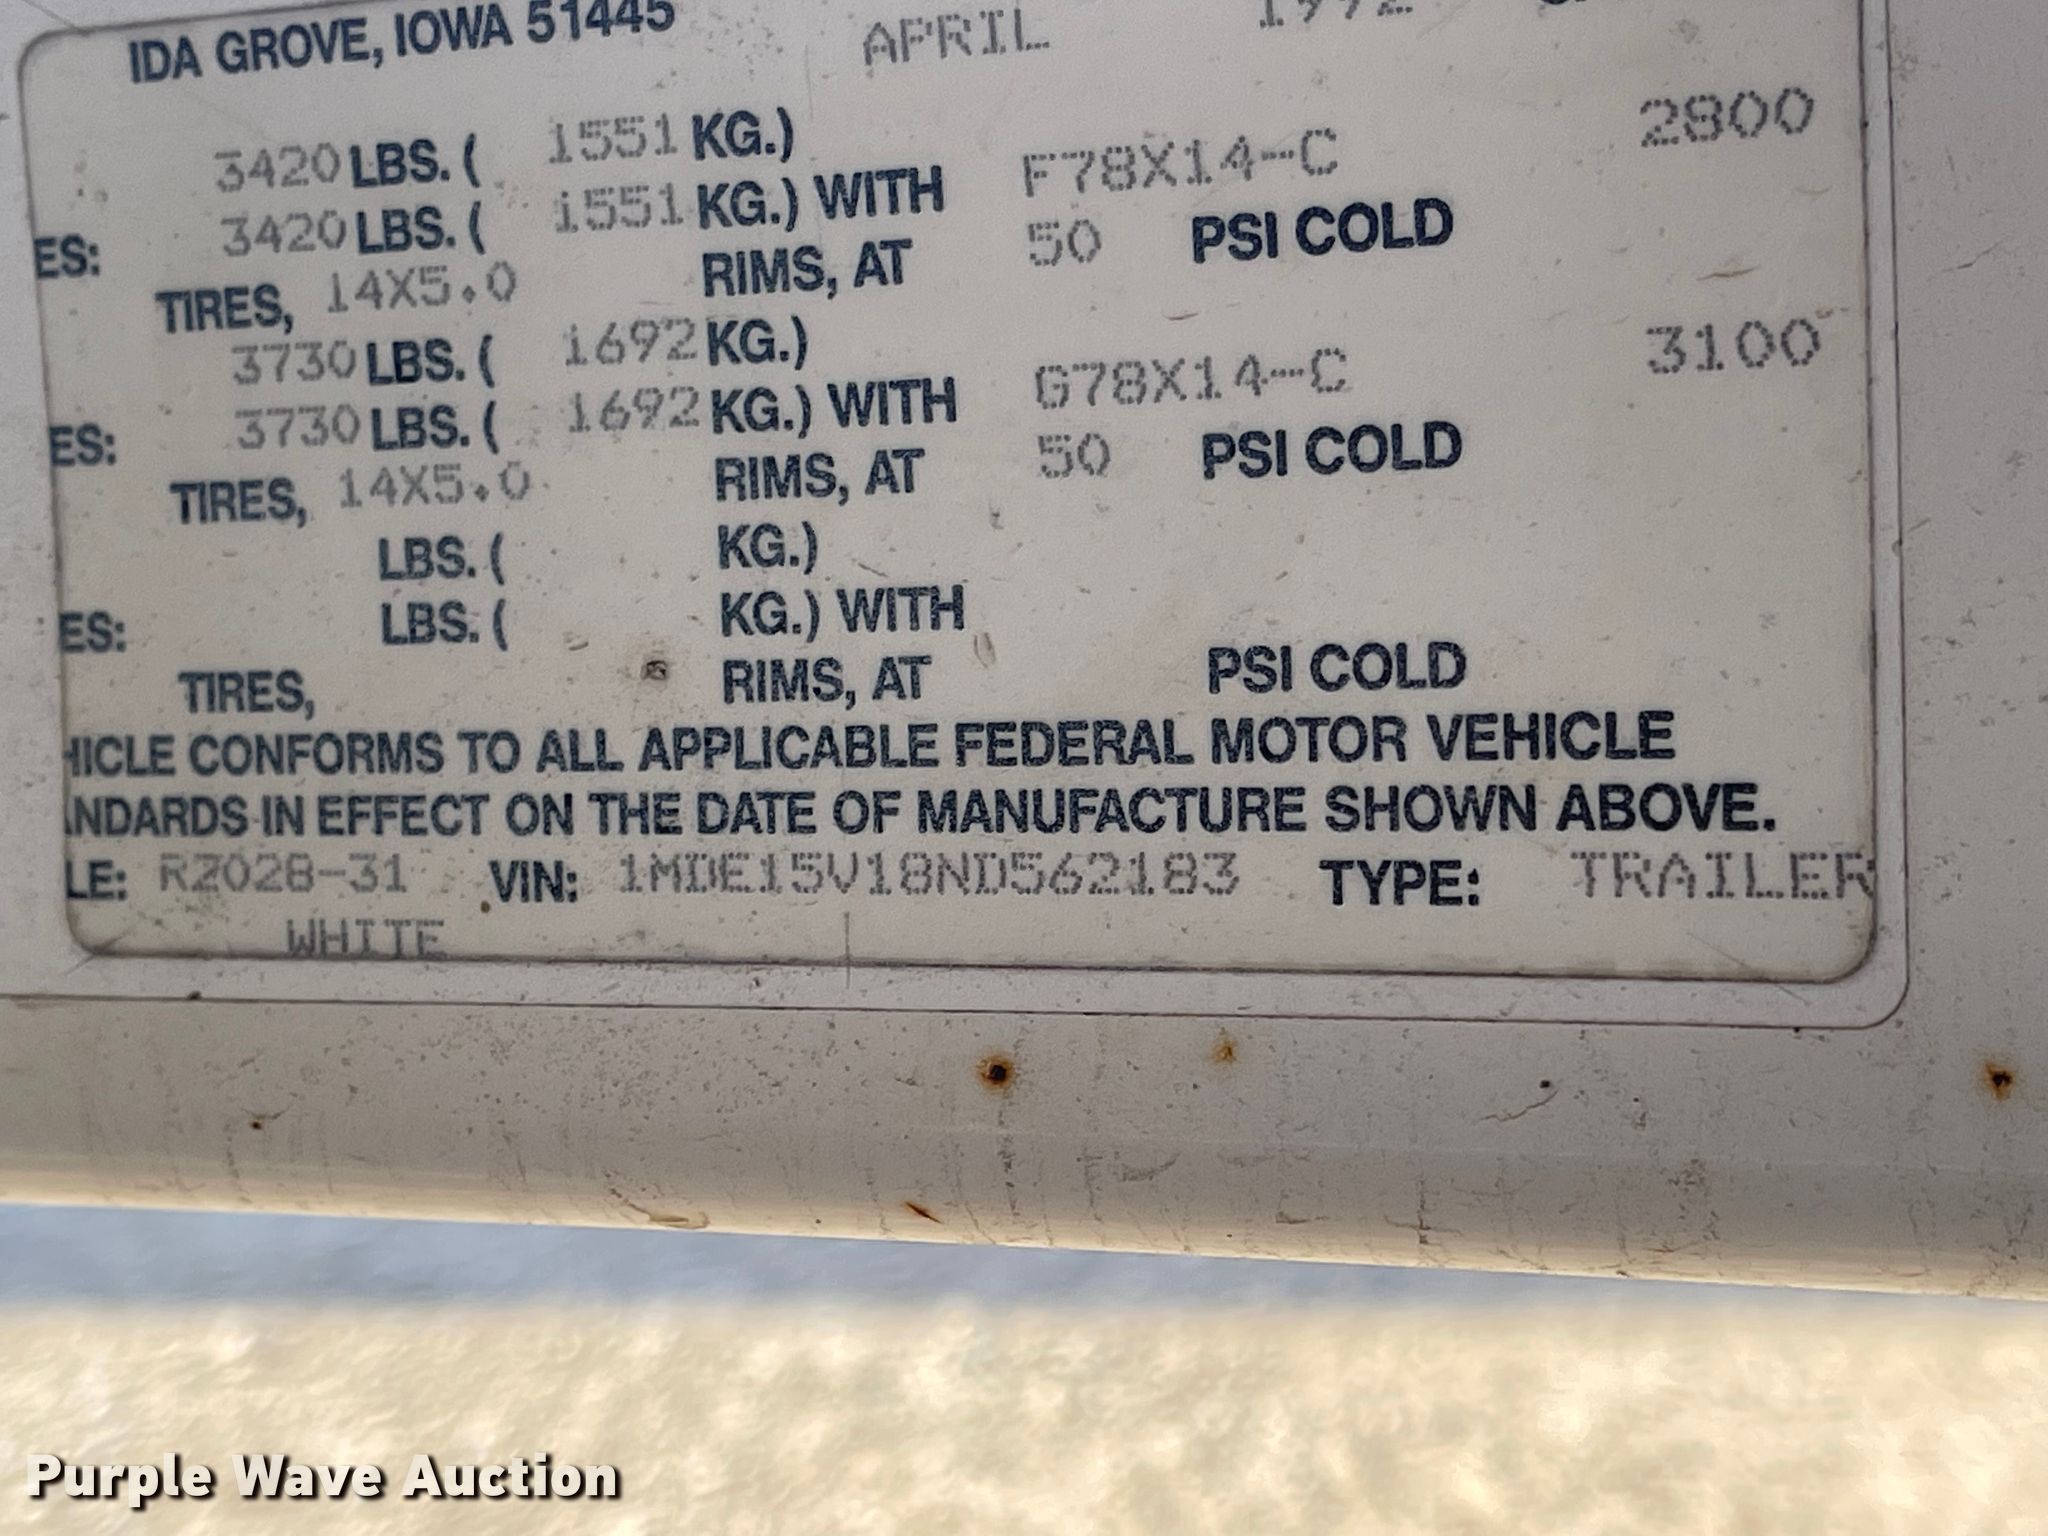 IDA GROVE, IOWA 51445 APRIL 1992
3420 LBS. ( 1551 KG.) 2800
ES: 3420 LBS. ( 1551 KG.) WITH F78X14-C
TIRES, 14X5.0 RIMS, AT 50 PSI COLD
3730 LBS. ( 1692 KG.) 3100
ES: 3730 LBS. ( 1692 KG.) WITH G78X14-C
TIRES, 14X5.0 RIMS, AT 50 PSI COLD
LBS. ( KG.)
ES: LBS. ( KG.) WITH
TIRES, RIMS, AT PSI COLD
HICLE CONFORMS TO ALL APPLICABLE FEDERAL MOTOR VEHICLE
ANDARDS IN EFFECT ON THE DATE OF MANUFACTURE SHOWN ABOVE.
LE: R2028-31 VIN: 1MDE15V18ND562183 TYPE: TRAILER
WHITE
Purple Wave Auction